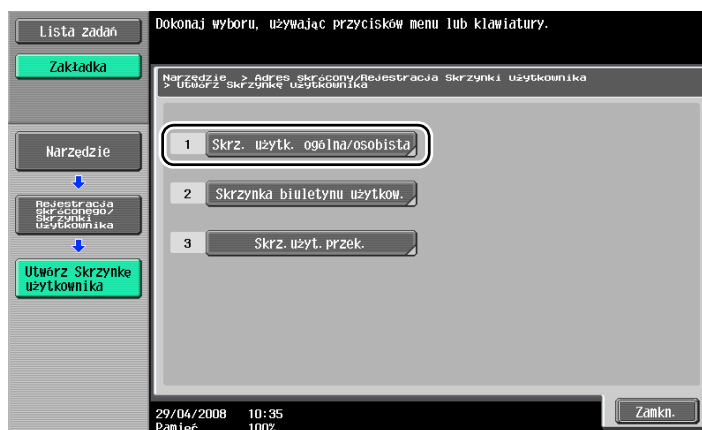 Lista zadań
Dokonaj wyboru, używając przycisków menu lub klawiatury.
Zakładka
Narzędzie > Adres skrócony/Rejestracja Skrzynki użytkownika
> Utwórz Skrzynkę użytkownika
Narzędzie
Rejestracja
skróconego/
Skrzynki
użytkownika
Utwórz Skrzynkę
użytkownika
1 Skrz. użytk. ogólna/osobista
2 Skrzynka biuletynu użytkow.
3 Skrz.użyt.przek.
29/04/2008 10:35
Pamięć 100%
Zamkn.